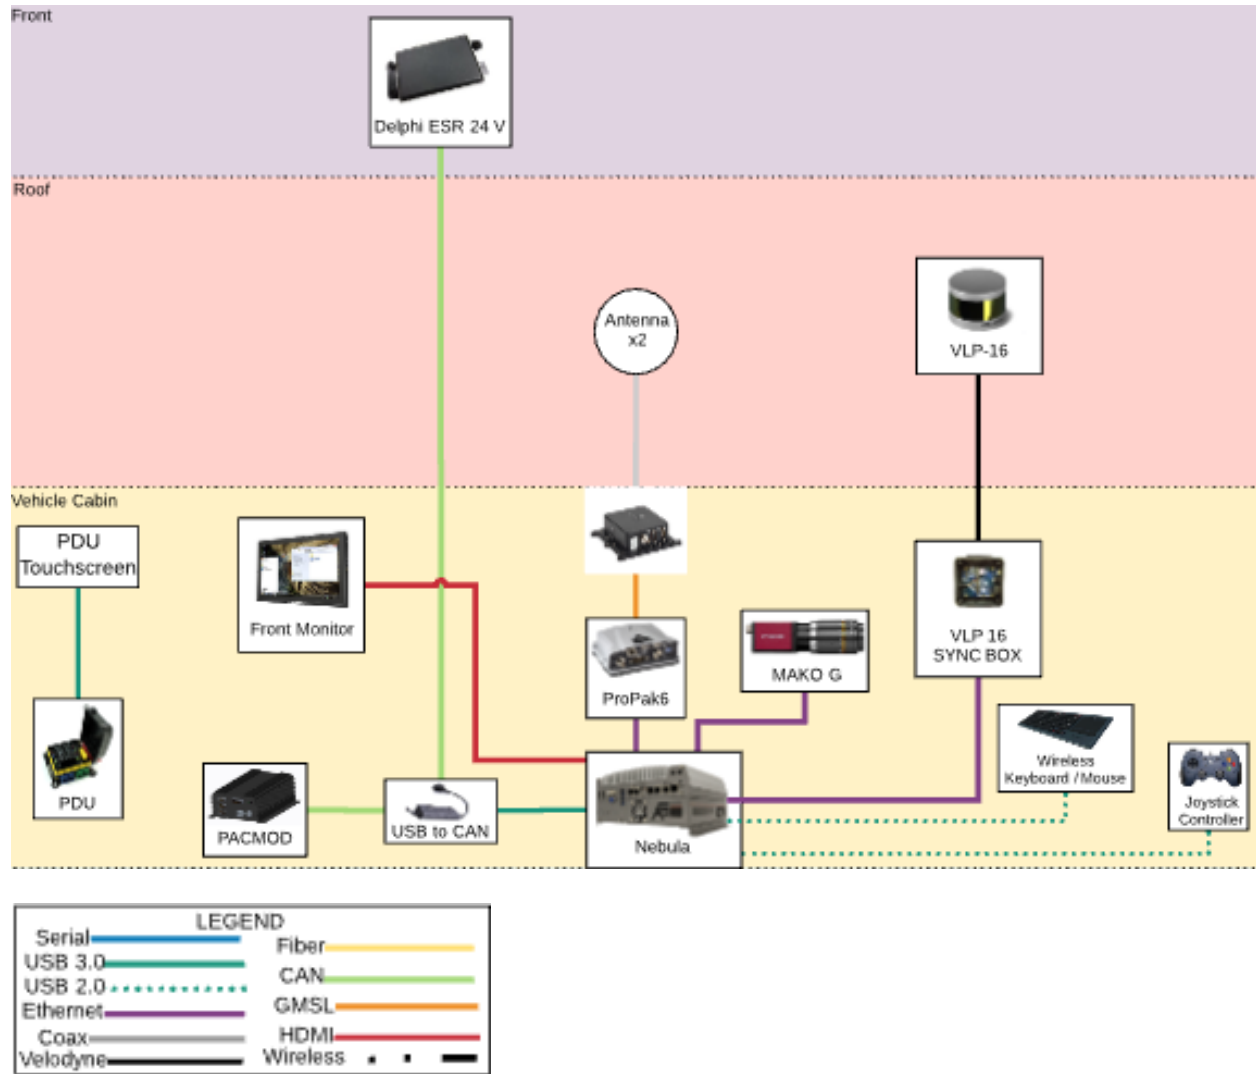 Front
Delphi ESR 24 V
Roof
Antenna
x2
VLP-16
Vehicle Cabin
PDU
Touchscreen
Front Monitor
VLP 16
SYNC BOX
MAKO G
ProPak6
Wireless
Keyboard / Mouse
PDU
PACMOD
USB to CAN
Nebula
Joystick
Controller
LEGEND
Serial
USB 3.0
USB 2.0
Ethernet
Coax
Velodyne
Fiber
CAN
GMSL
HDMI
Wireless